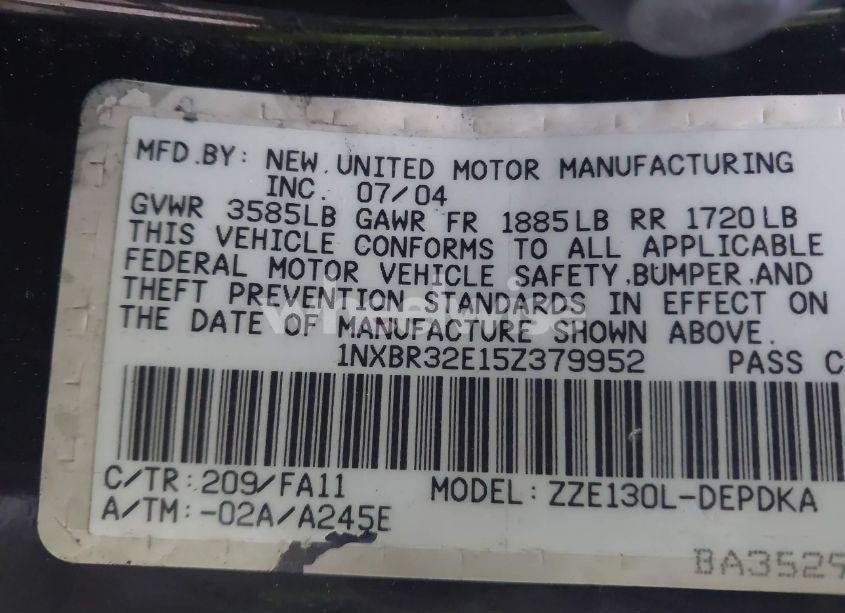 MFD.BY: NEW UNITED MOTOR MANUFACTURING
INC. 07/04
GVWR 3585LB GAWR FR 1885LB RR 1720LB
THIS VEHICLE CONFORMS TO ALL APPLICABLE
FEDERAL MOTOR VEHICLE SAFETY,BUMPER,AND
THEFT PREVENTION STANDARDS IN EFFECT ON
THE DATE OF MANUFACTURE SHOWN ABOVE.
1NXBR32E15Z379952 PASS C
C/TR:209/FA11 MODEL:ZZE130L-DEPDKA
A/TM:-02A/A245E
BA3529